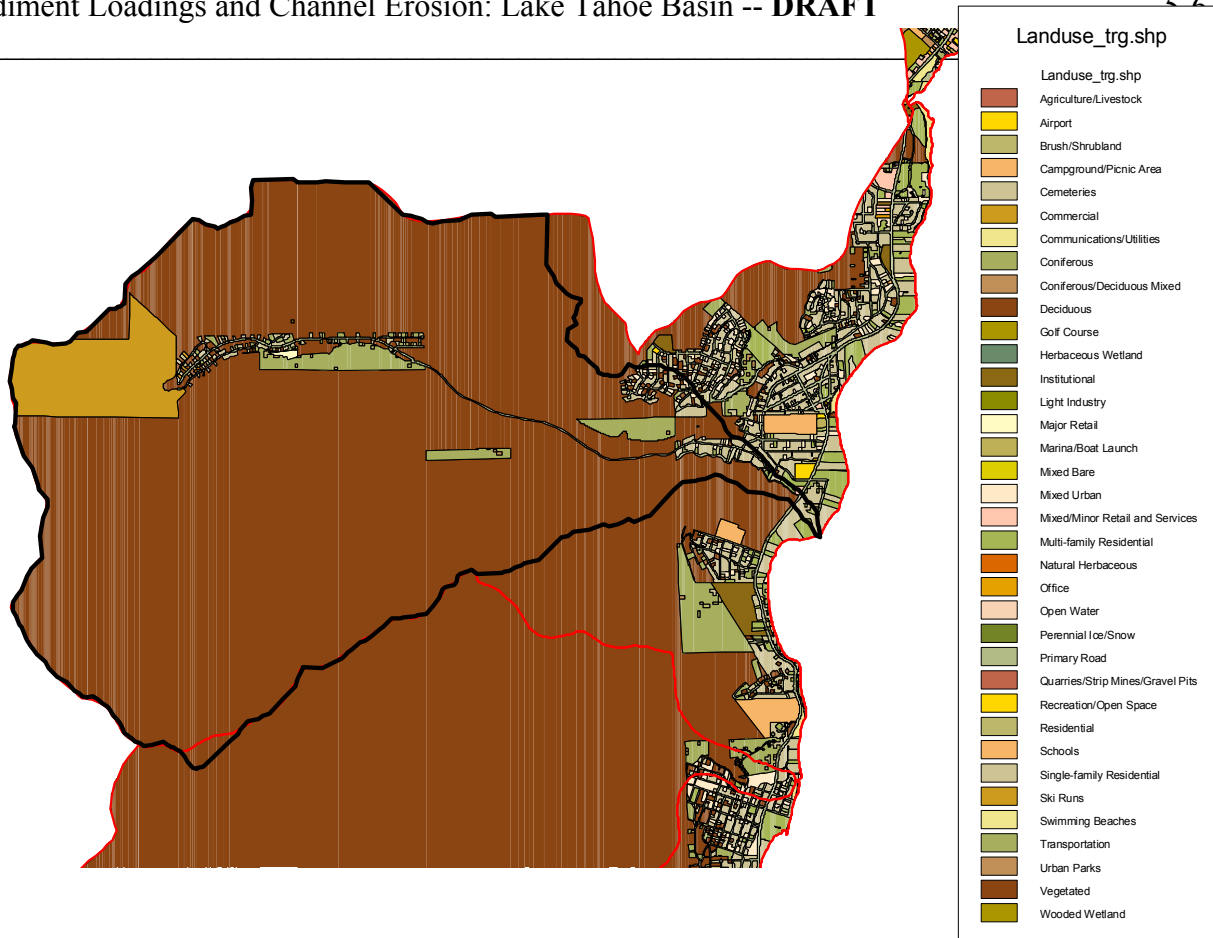 diment Loadings and Channel Erosion: Lake Tahoe Basin -- DRAFT
Landuse_trg.shp
Landuse_trg.shp
Agriculture/Livestock
Airport
Brush/Shrubland
Campground/Picnic Area
Cemeteries
Commercial
Communications/Utilities
Coniferous
Coniferous/Deciduous Mixed
Deciduous
Golf Course
Herbaceous Wetland
Institutional
Light Industry
Major Retail
Marina/Boat Launch
Mixed Bare
Mixed Urban
Mixed/Minor Retail and Services
Multi-family Residential
Natural Herbaceous
Office
Open Water
Perennial Ice/Snow
Primary Road
Quarries/Strip Mines/Gravel Pits
Recreation/Open Space
Residential
Schools
Single-family Residential
Ski Runs
Swimming Beaches
Transportation
Urban Parks
Vegetated
Wooded Wetland